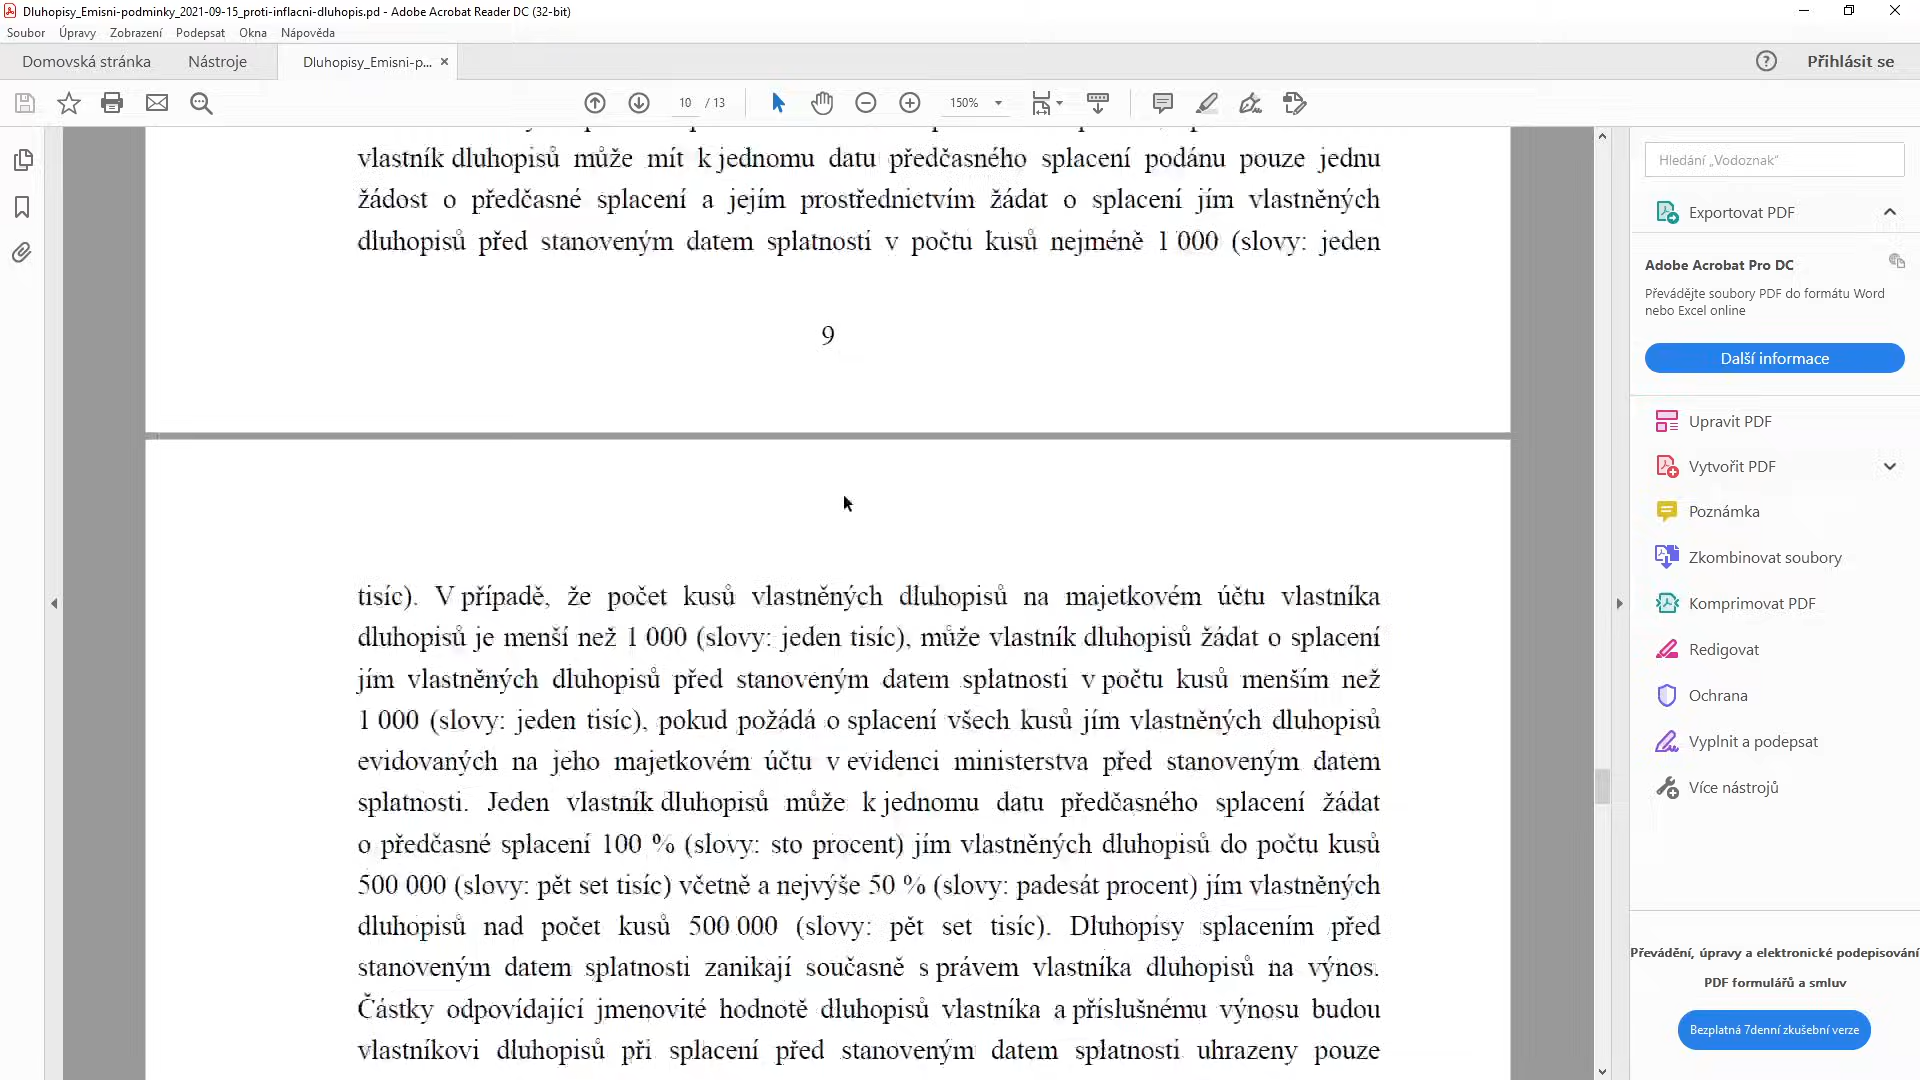 Dluhopisy_Emisni-podminky_2021-09-15_proti-inflacni-dluhopis.pd - Adobe Acrobat Reader DC (32-bit)
Soubor Úpravy Zobrazení Podepsat Okna Nápověda
Domovská stránka Nástroje Dluhopisy_Emisni-p... Přihlásit se
10 / 13 150%
vlastník dluhopisů může mít k jednomu datu předčasného splacení podánu pouze jednu
žádost o předčasné splacení a jejím prostřednictvím žádat o splacení jím vlastněných
dluhopisů před stanoveným datem splatnosti v počtu kusů nejméně 1 000 (slovy: jeden
9
tisíc). V případě, že počet kusů vlastněných dluhopisů na majetkovém účtu vlastníka
dluhopisů je menší než 1 000 (slovy: jeden tisíc), může vlastník dluhopisů žádat o splacení
jím vlastněných dluhopisů před stanoveným datem splatnosti v počtu kusů menším než
1 000 (slovy: jeden tisíc), pokud požádá o splacení všech kusů jím vlastněných dluhopisů
evidovaných na jeho majetkovém účtu v evidenci ministerstva před stanoveným datem
splatnosti. Jeden vlastník dluhopisů může k jednomu datu předčasného splacení žádat
o předčasné splacení 100 % (slovy: sto procent) jím vlastněných dluhopisů do počtu kusů
500 000 (slovy: pět set tisíc) včetně a nejvýše 50 % (slovy: padesát procent) jím vlastněných
dluhopisů nad počet kusů 500 000 (slovy: pět set tisíc). Dluhopisy splacením před
stanoveným datem splatnosti zanikají současně s právem vlastníka dluhopisů na výnos.
Částky odpovídající jmenovité hodnotě dluhopisů vlastníka a příslušnému výnosu budou
vlastníkovi dluhopisů při splacení před stanoveným datem splatnosti uhrazeny pouze
Hledání „Vodoznak“
Exportovat PDF
Adobe Acrobat Pro DC
Převádějte soubory PDF do formátu Word
nebo Excel online
Další informace
Upravit PDF
Vytvořit PDF
Poznámka
Zkombinovat soubory
Komprimovat PDF
Redigovat
Ochrana
Vyplnit a podepsat
Více nástrojů
Převádění, úpravy a elektronické podepisování
PDF formulářů a smluv
Bezplatná 7denní zkušební verze